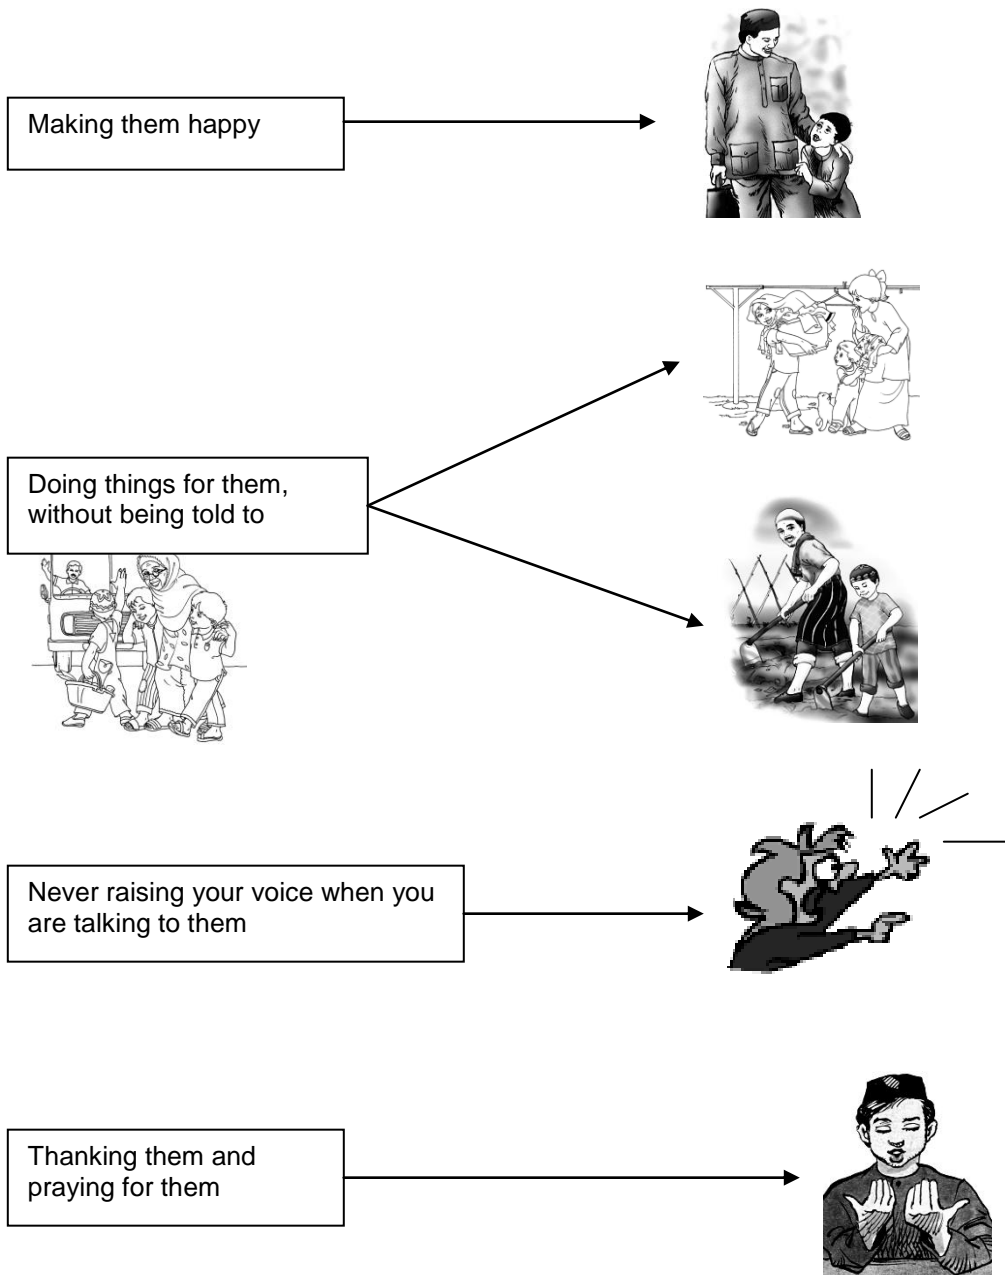 Making them happy
Doing things for them,
without being told to
Never raising your voice when you
are talking to them
Thanking them and
praying for them